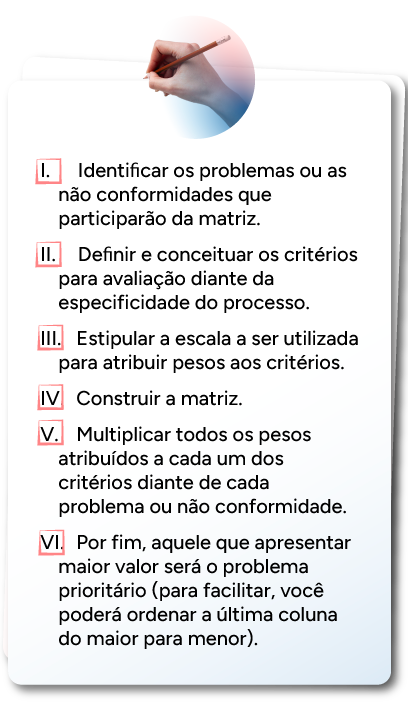 I. Identificar os problemas ou as
não conformidades que
participarão da matriz.
II. Definir e conceituar os critérios
para avaliação diante da
especificidade do processo.
III. Estipular a escala a ser utilizada
para atribuir pesos aos critérios.
IV. Construir a matriz.
V. Multiplicar todos os pesos
atribuídos a cada um dos
critérios diante de cada
problema ou não conformidade.
VI. Por fim, aquele que apresentar
maior valor será o problema
prioritário (para facilitar, você
poderá ordenar a última coluna
do maior para menor).